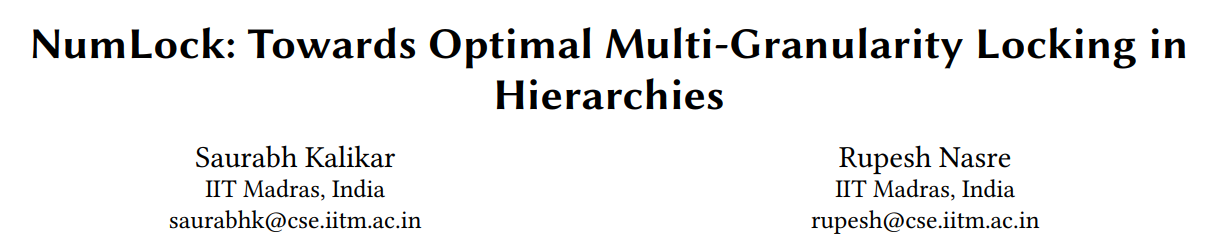 NumLock: Towards Optimal Multi-Granularity Locking in
Hierarchies
Saurabh Kalikar
IIT Madras, India
saurabhk@cse.iitm.ac.in
Rupesh Nasre
IIT Madras, India
rupesh@cse.iitm.ac.in